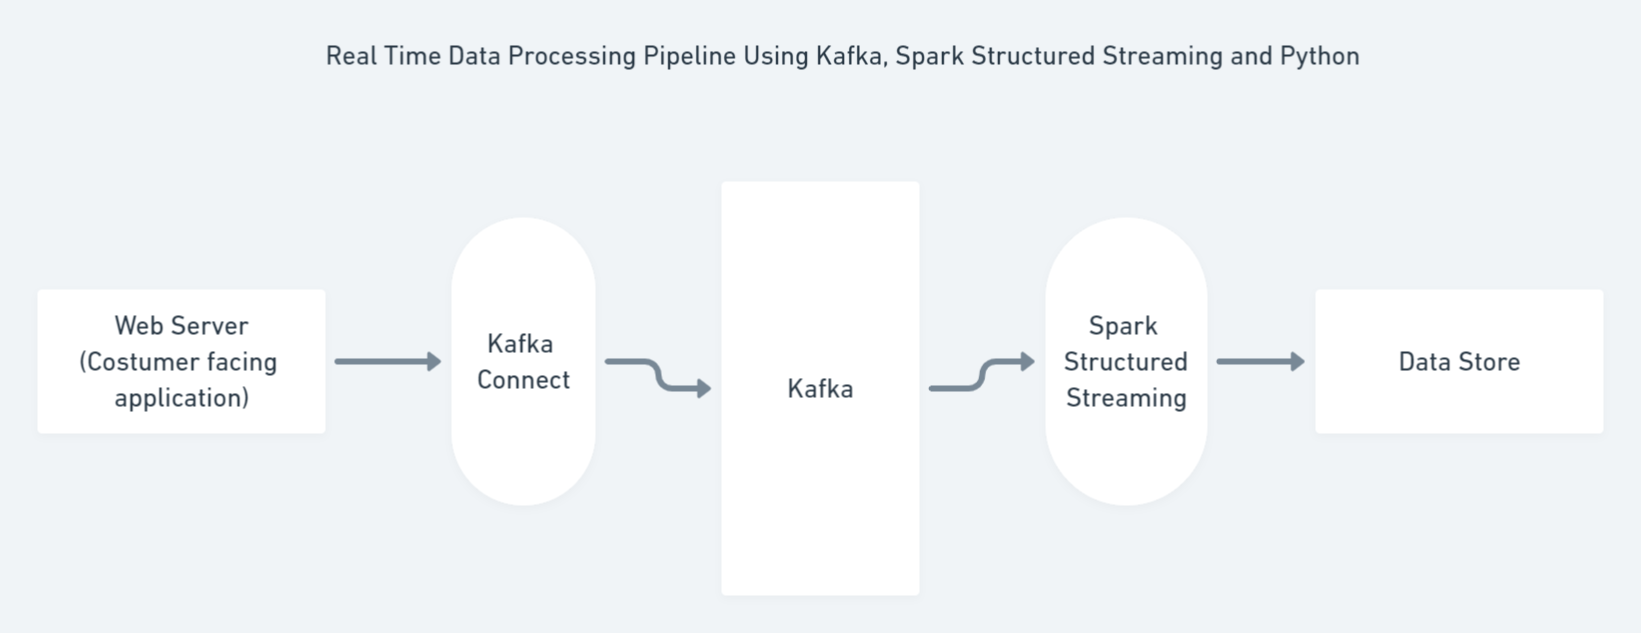 Real Time Data Processing Pipeline Using Kafka, Spark Structured Streaming and Python
Web Server
(Costumer facing
application)
Kafka
Connect
Kafka
Spark
Structured
Streaming
Data Store